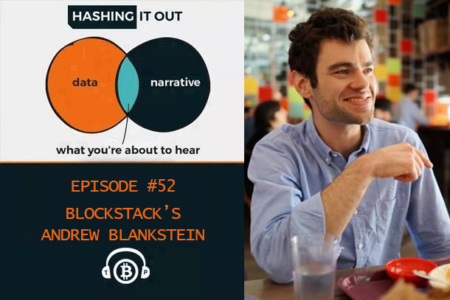 HASHING IT OUT
data
narrative
what you're about to hear
EPISODE #52
BLOCKSTACK'S
ANDREW BLANKSTEIN
T B P